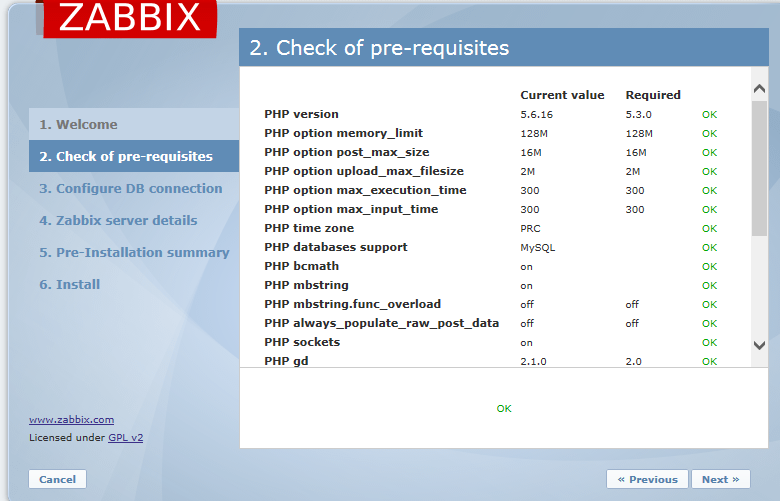 ZABBIX
2. Check of pre-requisites
1. Welcome
2. Check of pre-requisites
3. Configure DB connection
4. Zabbix server details
5. Pre-Installation summary
6. Install
Current value Required
PHP version 5.6.16 5.3.0 OK
PHP option memory_limit 128M 128M OK
PHP option post_max_size 16M 16M OK
PHP option upload_max_filesize 2M 2M OK
PHP option max_execution_time 300 300 OK
PHP option max_input_time 300 300 OK
PHP time zone PRC OK
PHP databases support MySQL OK
PHP bcmath on OK
PHP mbstring on OK
PHP mbstring.func_overload off off OK
PHP always_populate_raw_post_data off off OK
PHP sockets on OK
PHP gd 2.1.0 2.0 OK
OK
www.zabbix.com
Licensed under GPL v2
Cancel
« Previous
Next »